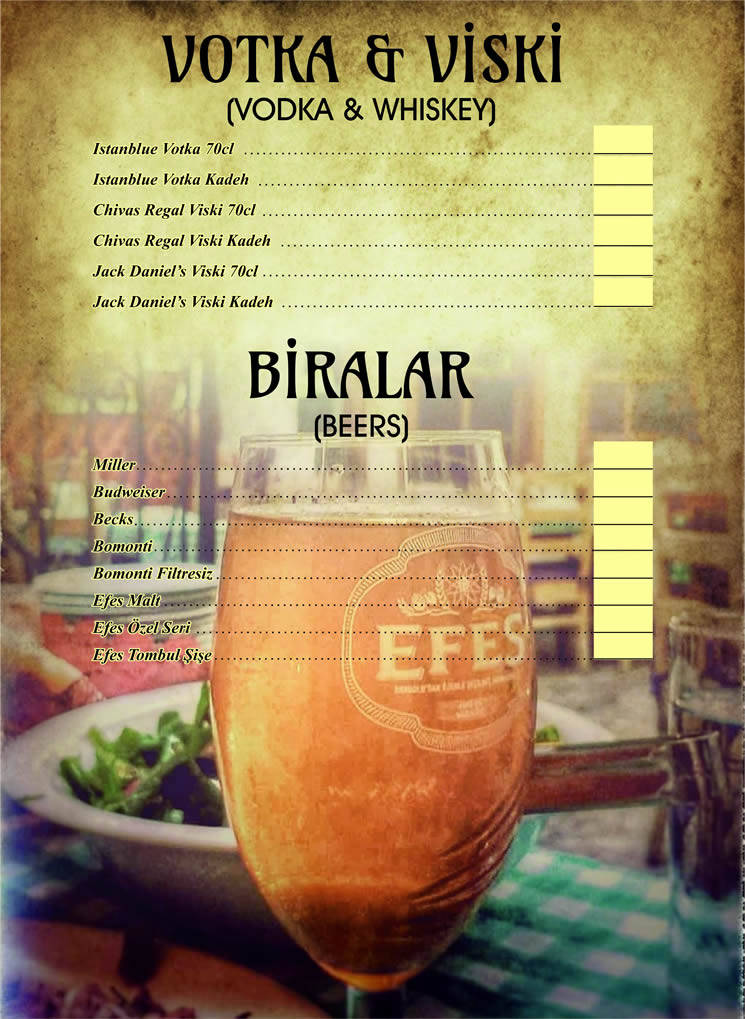 VOTKA & VİSKİ
(VODKA & WHISKEY)
Istanblue Votka 70cl
Istanblue Votka Kadeh
Chivas Regal Viski 70cl
Chivas Regal Viski Kadeh
Jack Daniel's Viski 70cl
Jack Daniel's Viski Kadeh
BİRALAR
(BEERS)
Miller
Budweiser
Becks
Bomonti
Bomonti Filtresiz
Efes Malt
Efes Özel Seri
Efes Tombul Şişe
EFES